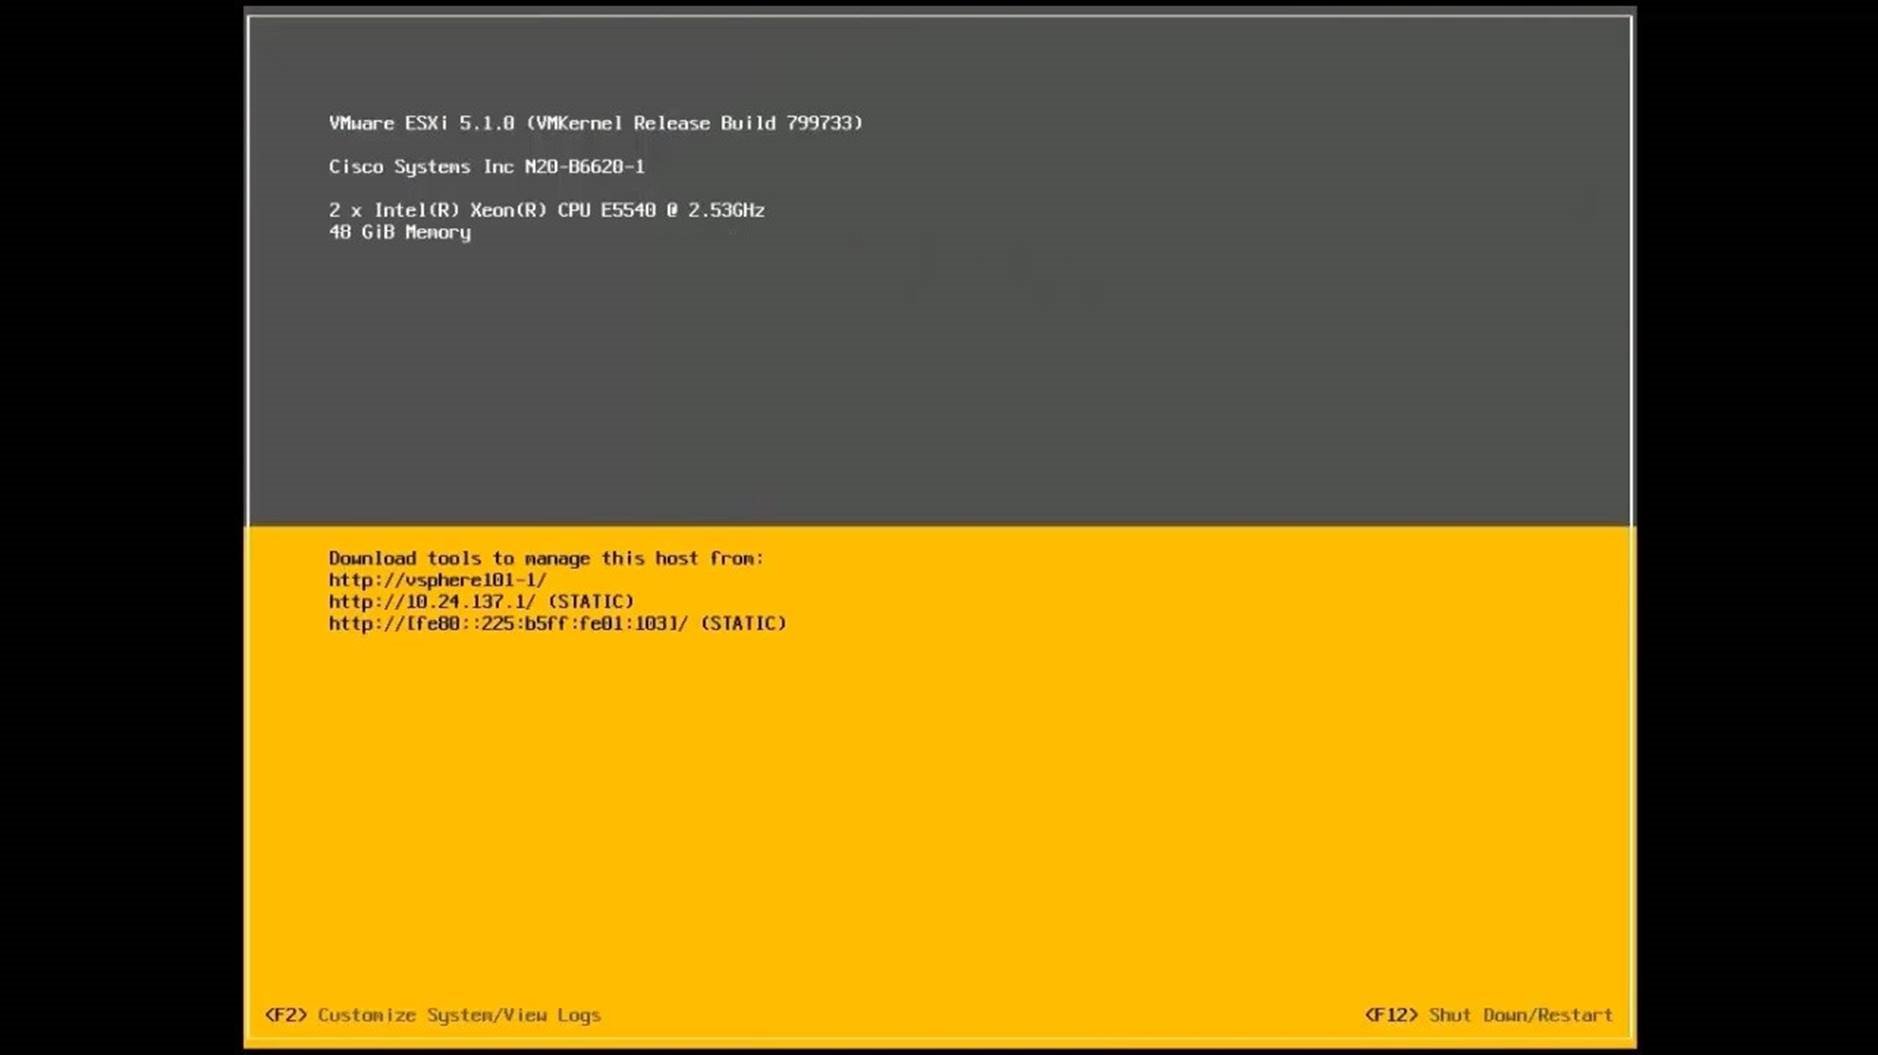 VMware ESXi 5.1.0 (VMKernel Release Build 799733)
Cisco Systems Inc N20-B6620-1
2 x Intel(R) Xeon(R) CPU E5540 @ 2.53GHz
48 GiB Memory
Download tools to manage this host from:
http://vsphere101-1/
http://10.24.137.1/ (STATIC)
http://[fe80::225:b5ff:fe01:103]/ (STATIC)
<F2> Customize System/View Logs
<F12> Shut Down/Restart